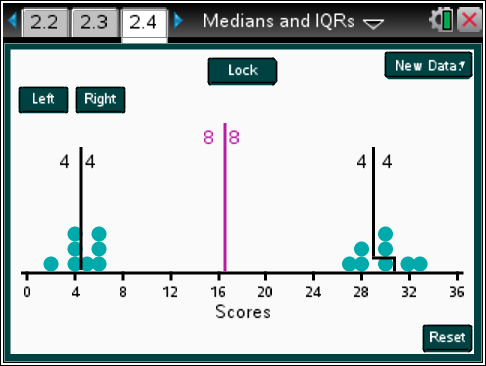 2.2 2.3 2.4 Medians and IQRs
Lock
New Data:
Left Right
8 8
4 4 4 4
0 4 8 12 16 20 24 28 32 36
Scores
Reset